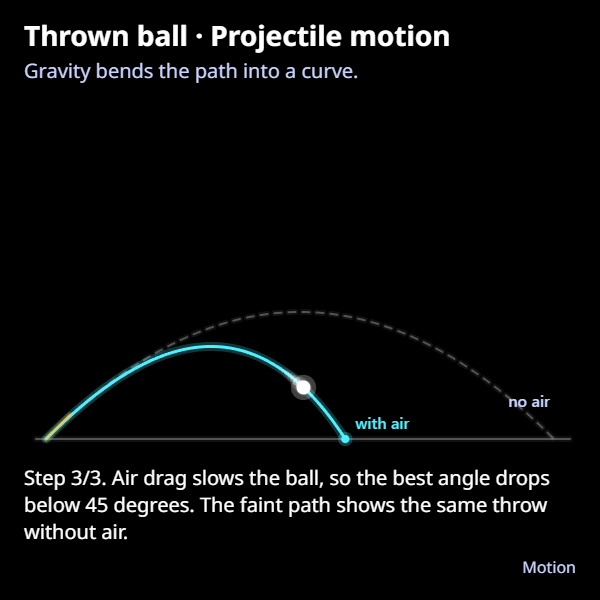 Thrown ball · Projectile motion
Gravity bends the path into a curve.
no air
with air
Step 3/3. Air drag slows the ball, so the best angle drops
below 45 degrees. The faint path shows the same throw
without air.
Motion